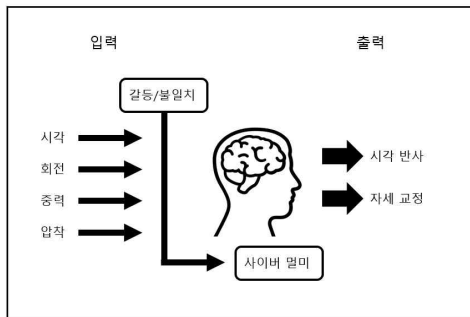 입력
출력
갈등/불일치
시각
회전
중력
압착
시각 반사
자세 교정
사이버 멀미